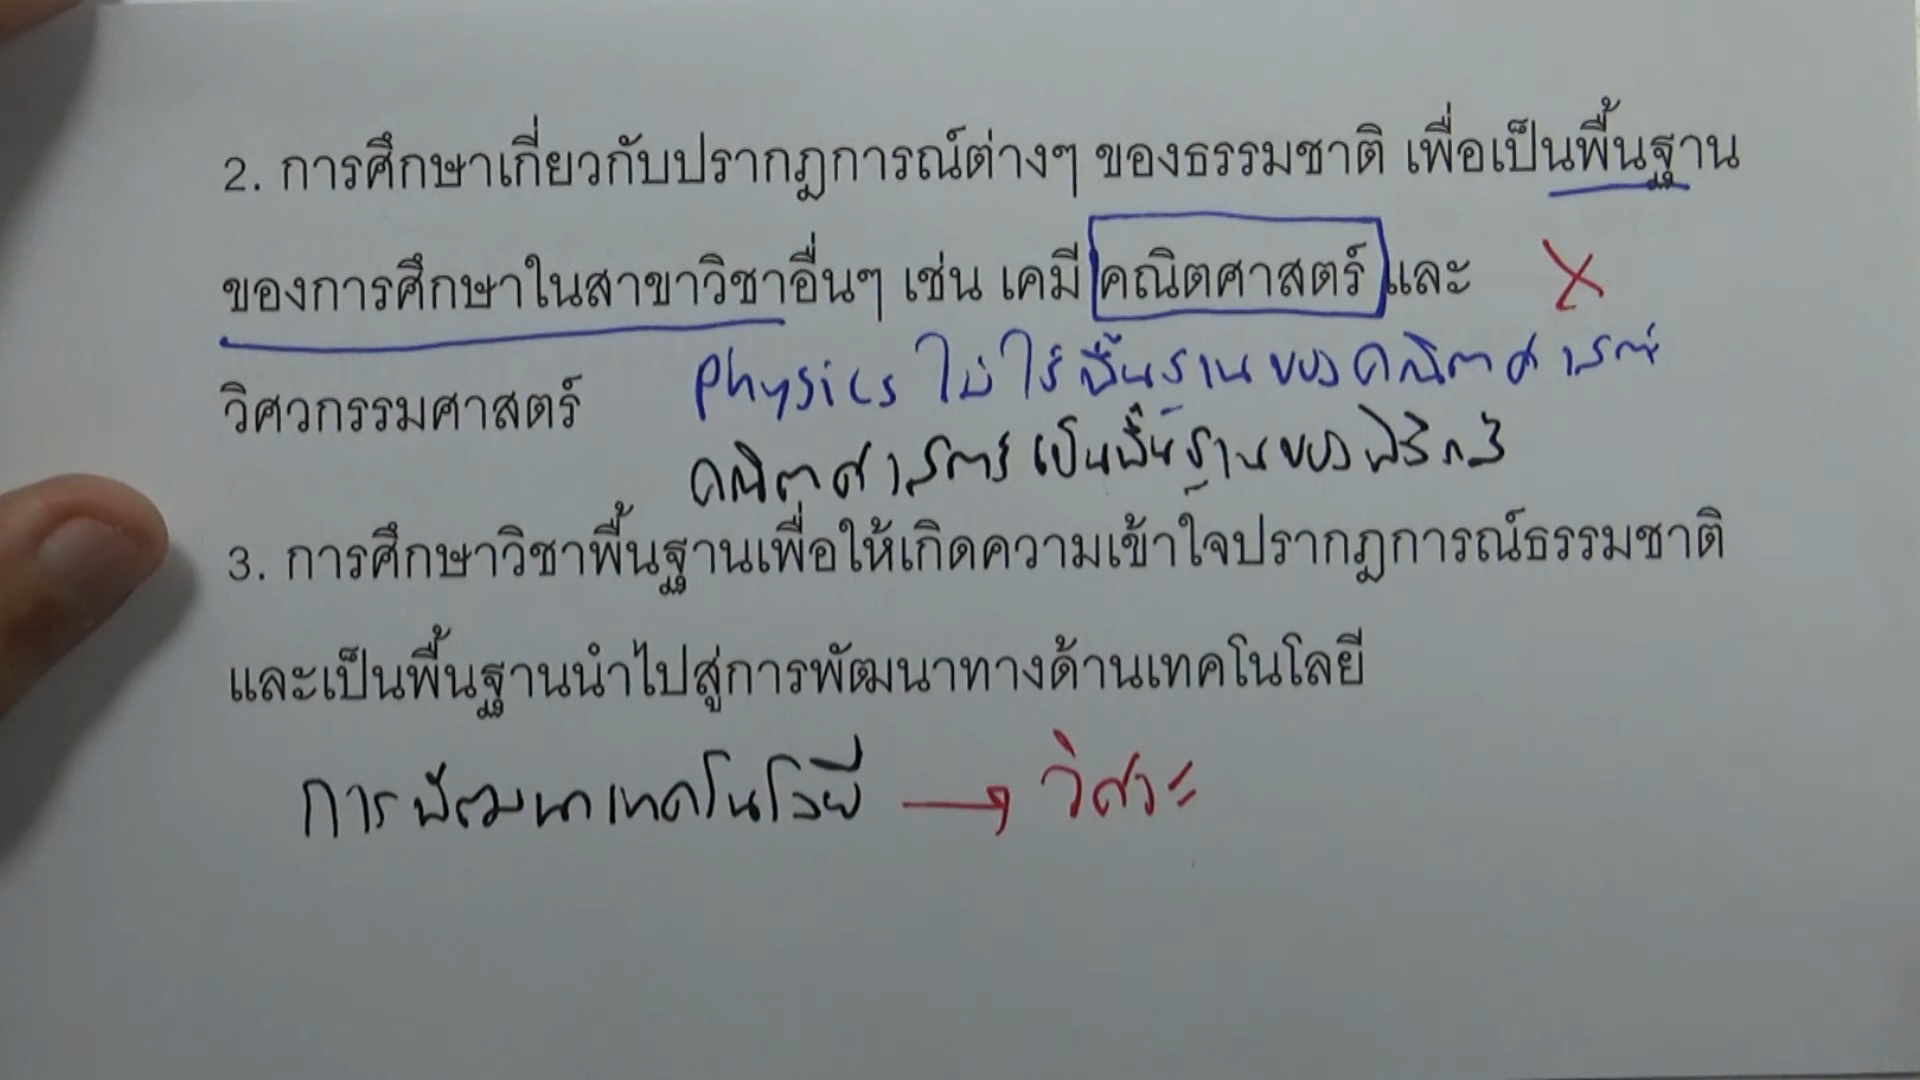 2. การศึกษาเกี่ยวกับปรากฏการณ์ต่างๆ ของธรรมชาติ เพื่อเป็นพื้นฐาน
ของการศึกษาในสาขาวิชาอื่นๆ เช่น เคมี คณิตศาสตร์ และ X
วิศวกรรมศาสตร์
Physics ไม่ใช่พื้นฐานของคณิตศาสตร์
คณิตศาสตร์เป็นพื้นฐานของฟิสิกส์
3. การศึกษาวิชาพื้นฐานเพื่อให้เกิดความเข้าใจปรากฏการณ์ธรรมชาติ
และเป็นพื้นฐานนำไปสู่การพัฒนาทางด้านเทคโนโลยี
การพัฒนาเทคโนโลยี → วิศวะ